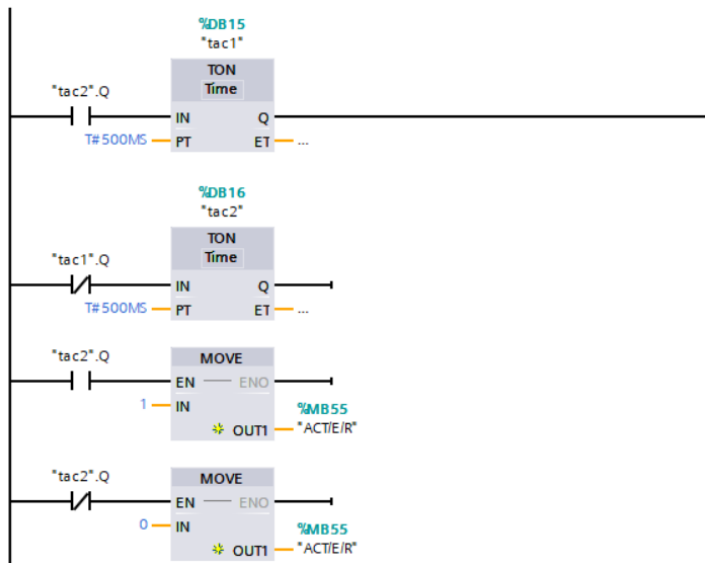 %DB15
"tac1"
TON
Time
"tac2".Q
IN Q
T#500MS PT ET ...
%DB16
"tac2"
TON
Time
"tac1".Q
IN Q
T#500MS PT ET ...
"tac2".Q
MOVE
EN ENO
1 IN
%MB55
OUT1 "ACT/E/R"
"tac2".Q
MOVE
EN ENO
0 IN
%MB55
OUT1 "ACT/E/R"